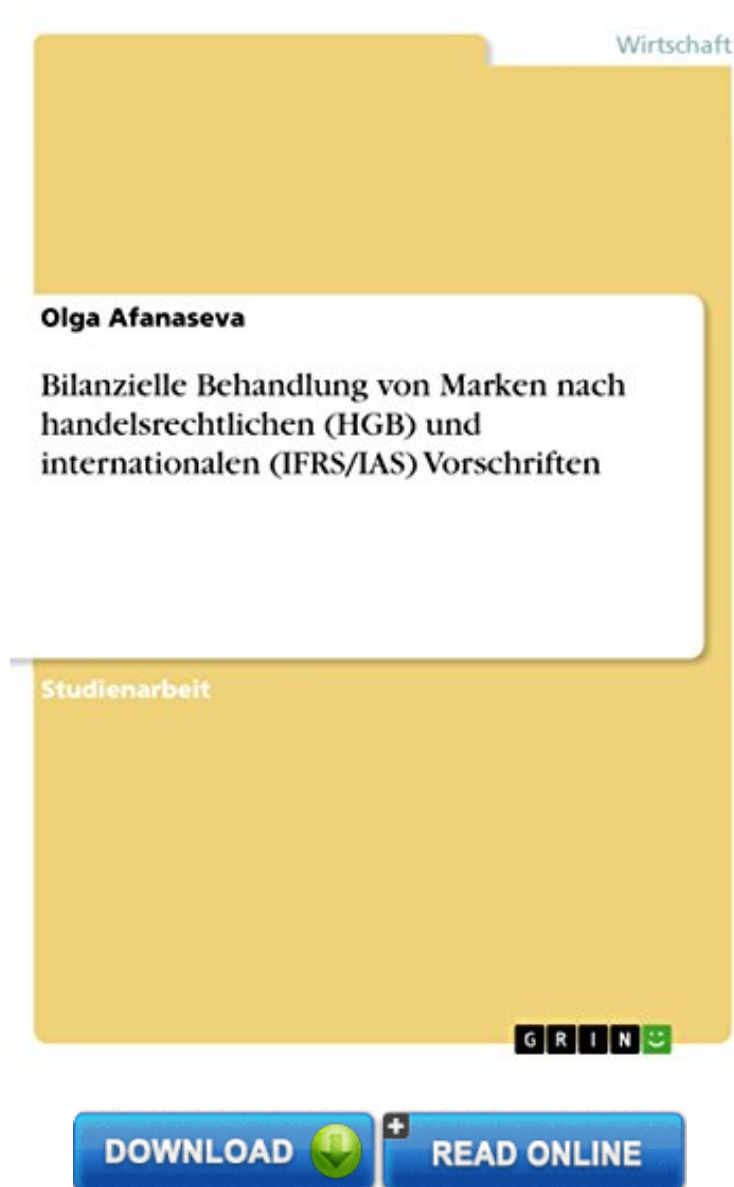 Wirtschaft
Olga Afanaseva
Bilanzielle Behandlung von Marken nach
handelsrechtlichen (HGB) und
internationalen (IFRS/IAS) Vorschriften
Studienarbeit
GRIN
DOWNLOAD
READ ONLINE